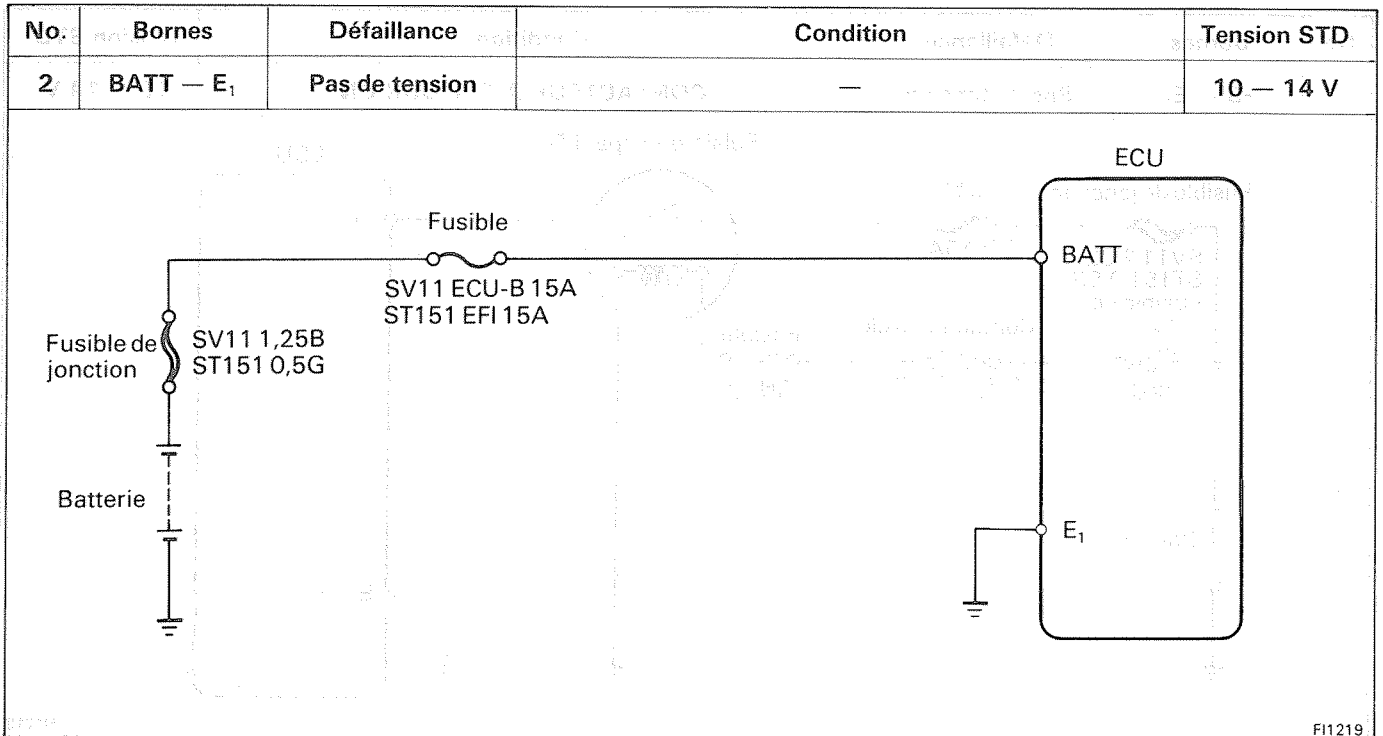 No. Bornes Défaillance Condition Tension STD
2 BATT — E₁ Pas de tension — 10 — 14 V
ECU
Fusible
BATT
SV11 ECU-B 15A
ST151 EFI 15A
Fusible de
jonction
SV11 1,25B
ST151 0,5G
Batterie
E₁
FI1219